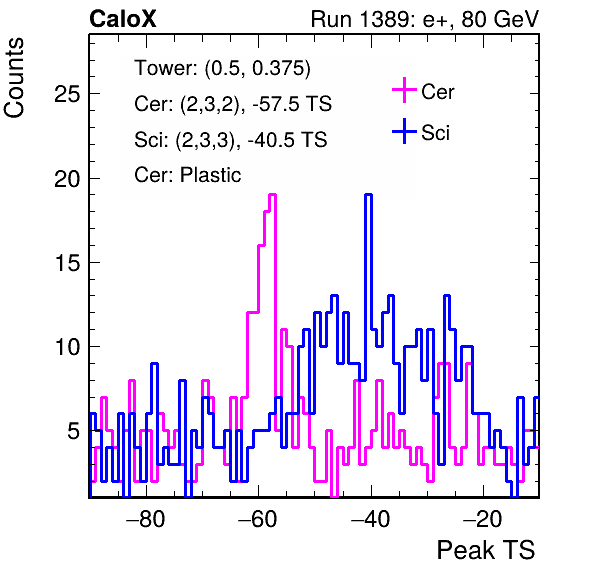 CaloX Run 1389: e+, 80 GeV
Counts
Tower: (0.5, 0.375)
Cer: (2,3,2), -57.5 TS
Sci: (2,3,3), -40.5 TS
Cer: Plastic
Cer
Sci
25
20
15
10
5
−80 −60 −40 −20
Peak TS